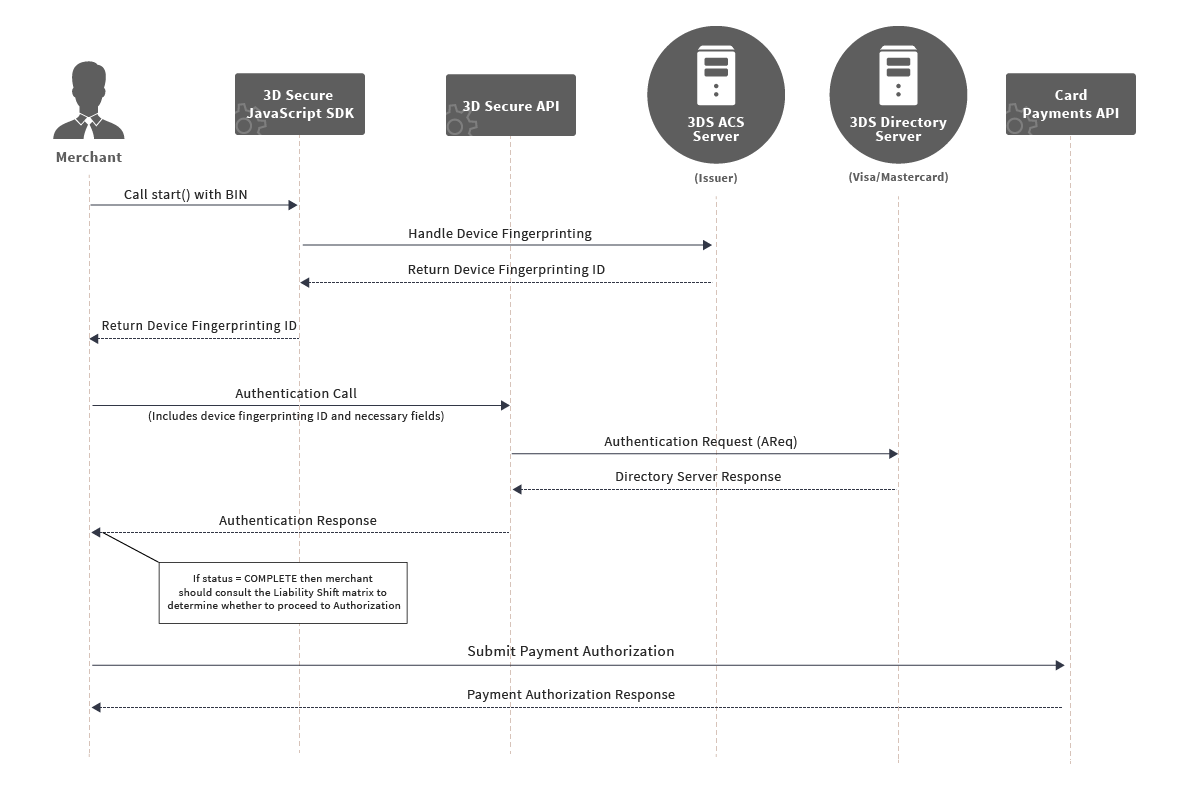 3D Secure
JavaScript SDK
3D Secure API
3DS ACS
Server
3DS Directory
Server
Card
Payments API
Merchant
(Issuer)
(Visa/Mastercard)
Call start() with BIN
Handle Device Fingerprinting
Return Device Fingerprinting ID
Return Device Fingerprinting ID
Authentication Call
(Includes device fingerprinting ID and necessary fields)
Authentication Request (AReq)
Directory Server Response
Authentication Response
If status = COMPLETE then merchant
should consult the Liability Shift matrix to
determine whether to proceed to Authorization
Submit Payment Authorization
Payment Authorization Response